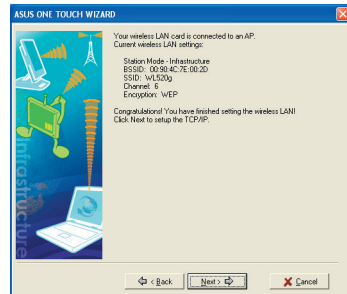 ASUS ONE TOUCH WIZARD
Your wireless LAN card is connected to an AP.
Current wireless LAN settings:
Station Mode - Infrastructure
BSSID: 00:90:4C:7E:00:2D
SSID: WL520g
Channel: 6
Encryption: WEP
Congratulations! You have finished setting the wireless LAN!
Click Next to setup the TCP/IP.
Infrastructure
< Back
Next >
Cancel